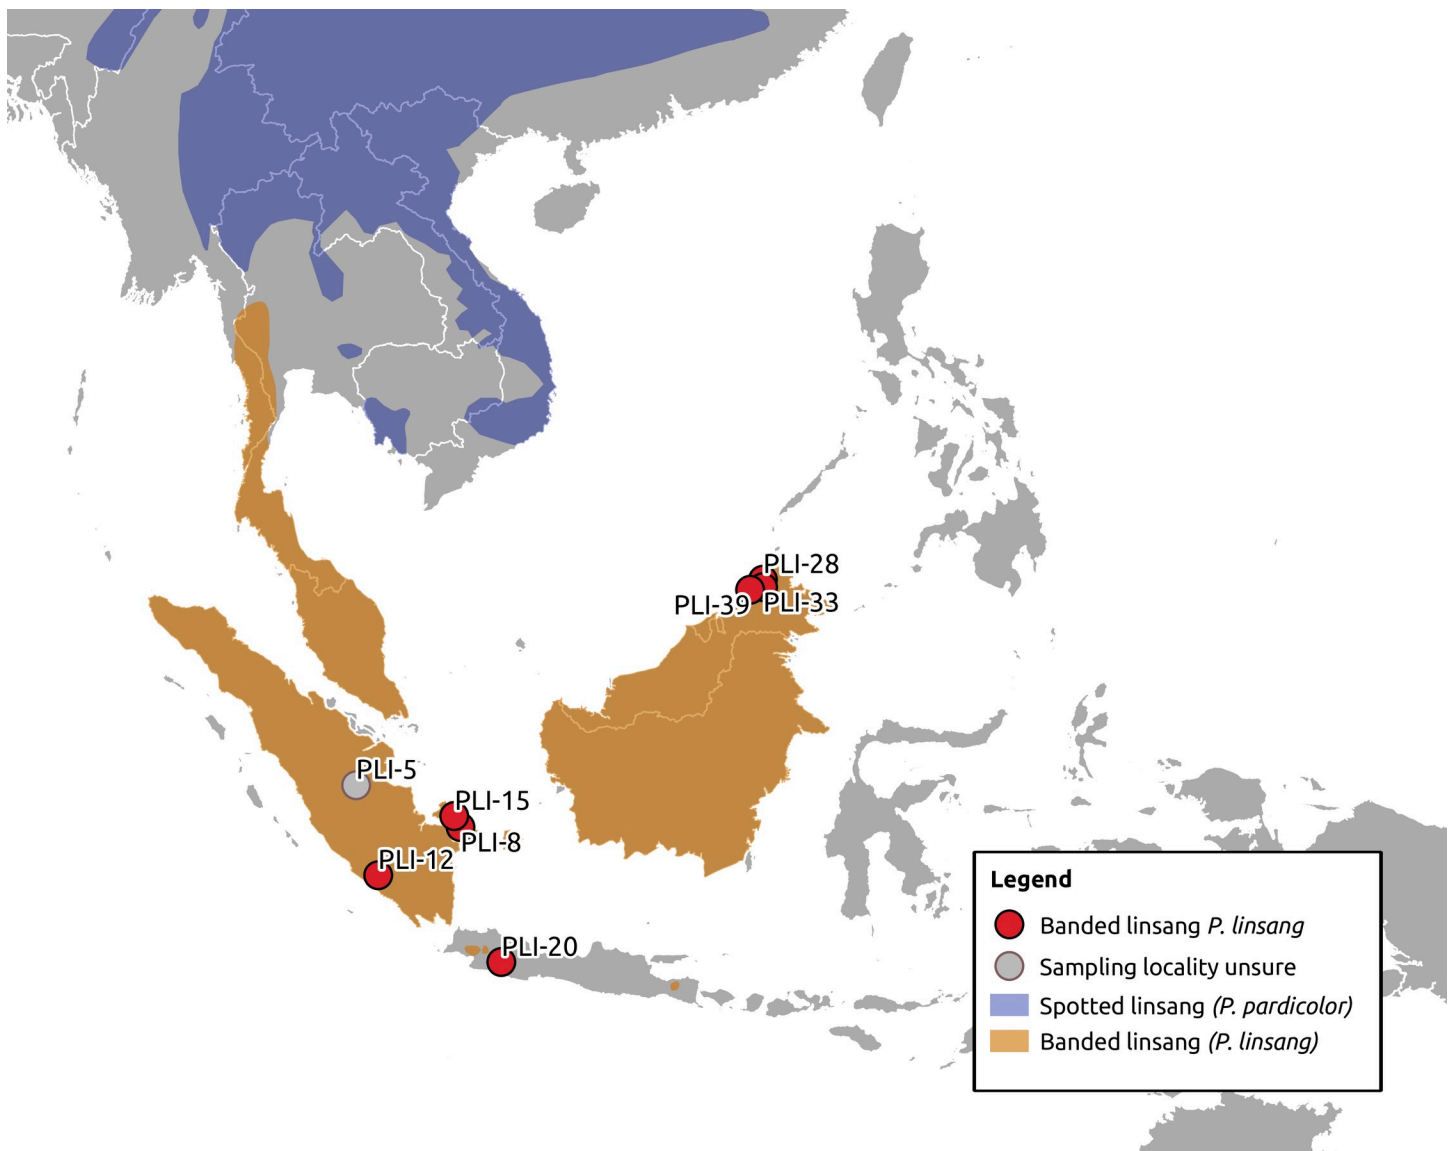 PLI-28
PLI-39
PLI-33
PLI-5
PLI-15
PLI-8
PLI-12
PLI-20
Legend
Banded linsang P. linsang
Sampling locality unsure
Spotted linsang (P. pardicolor)
Banded linsang (P. linsang)